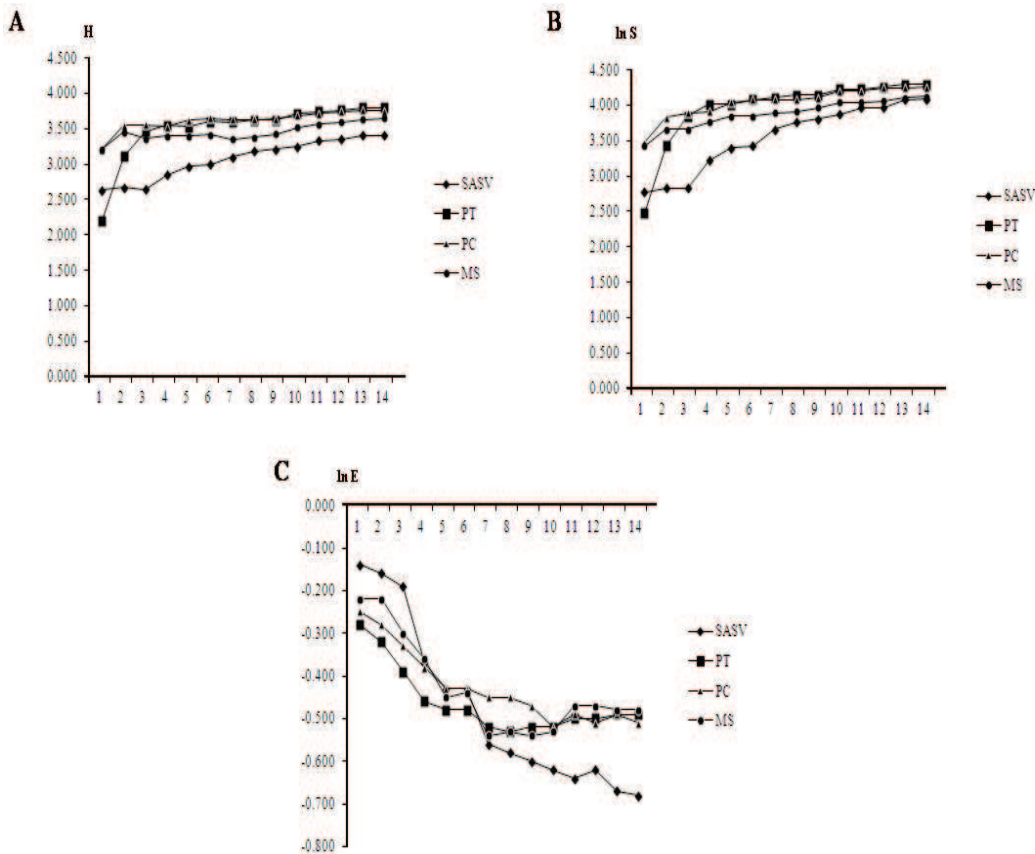 A
H
4.500
4.000
3.500
3.000
2.500
2.000
1.500
1.000
0.500
0.000
1 2 3 4 5 6 7 8 9 10 11 12 13 14
SASV
PT
PC
MS
B
ln S
4.500
4.000
3.500
3.000
2.500
2.000
1.500
1.000
0.500
0.000
1 2 3 4 5 6 7 8 9 10 11 12 13 14
SASV
PT
PC
MS
C
ln E
0.000
-0.100
-0.200
-0.300
-0.400
-0.500
-0.600
-0.700
-0.800
1 2 3 4 5 6 7 8 9 10 11 12 13 14
SASV
PT
PC
MS